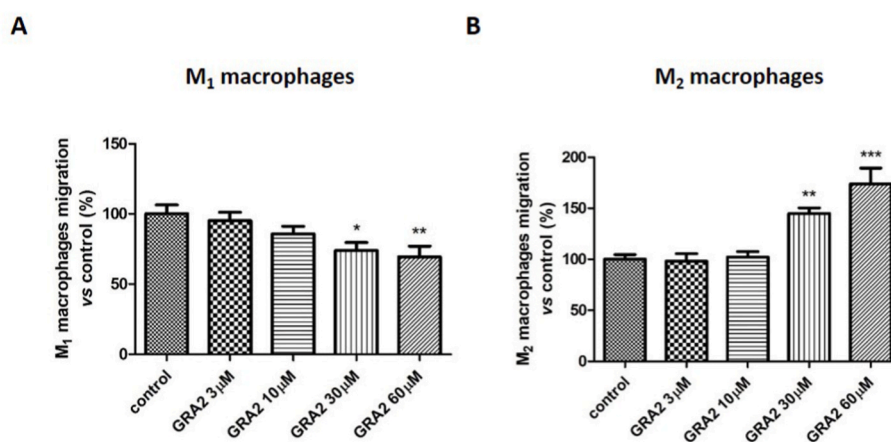 A
M₁ macrophages
M₁ macrophages migration
vs control (%)
150
100
50
0
*
**
control
GRA2 3µM
GRA2 10µM
GRA2 30µM
GRA2 60µM
B
M₂ macrophages
M₂ macrophages migration
vs control (%)
200
150
100
50
0
**
***
control
GRA2 3µM
GRA2 10µM
GRA2 30µM
GRA2 60µM